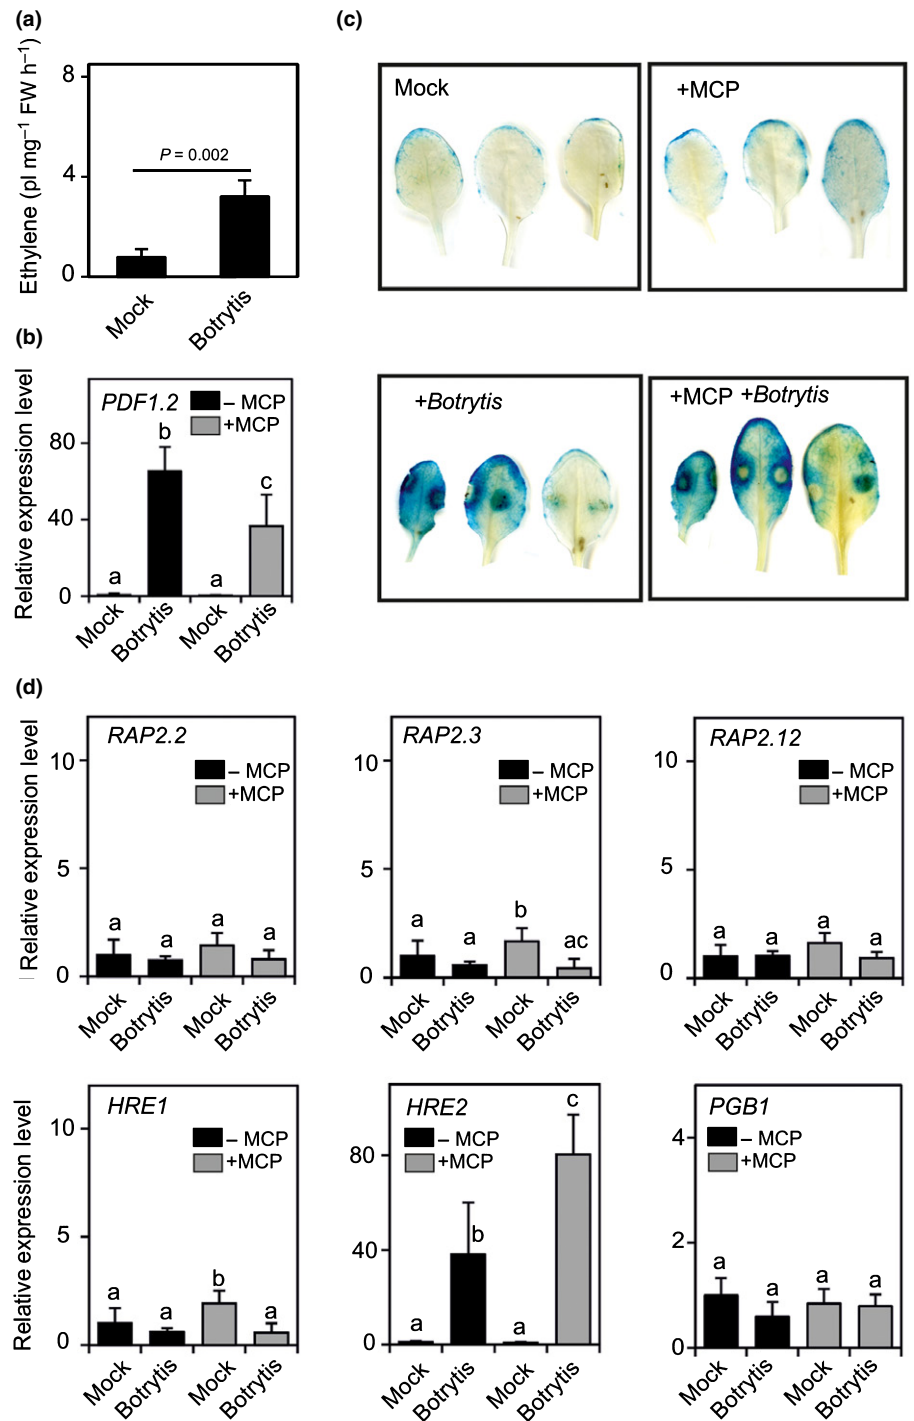 (a)
Ethylene (pl mg⁻¹ FW h⁻¹)
8
4
0
P = 0.002
Mock
Botrytis
(b)
Relative expression level
80
40
0
PDF1.2
– MCP
+MCP
a
b
a
c
Mock
Botrytis
Mock
Botrytis
(c)
Mock
+MCP
+Botrytis
+MCP +Botrytis
(d)
Relative expression level
10
5
0
RAP2.2
– MCP
+MCP
a
a
a
a
Mock
Botrytis
Mock
Botrytis
10
5
0
RAP2.3
– MCP
+MCP
a
a
b
ac
Mock
Botrytis
Mock
Botrytis
10
5
0
RAP2.12
– MCP
+MCP
a
a
a
a
Mock
Botrytis
Mock
Botrytis
Relative expression level
10
5
0
HRE1
– MCP
+MCP
a
a
b
a
Mock
Botrytis
Mock
Botrytis
80
40
0
HRE2
– MCP
+MCP
a
b
a
c
Mock
Botrytis
Mock
Botrytis
4
2
0
PGB1
– MCP
+MCP
a
a
a
a
Mock
Botrytis
Mock
Botrytis